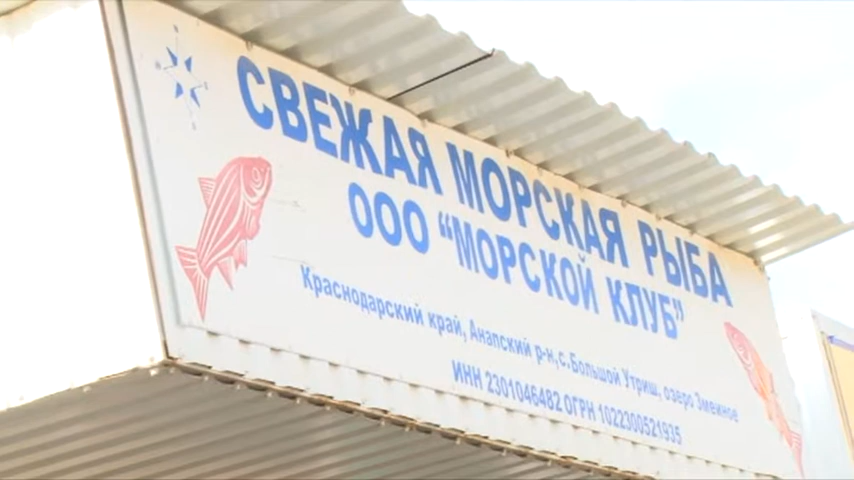 СВЕЖАЯ МОРСКАЯ РЫБА
ООО "МОРСКОЙ КЛУБ"
Краснодарский край, Анапский р-н, с. Большой Утриш, озеро Змеиное
ИНН 2301046482 ОГРН 1022300521935